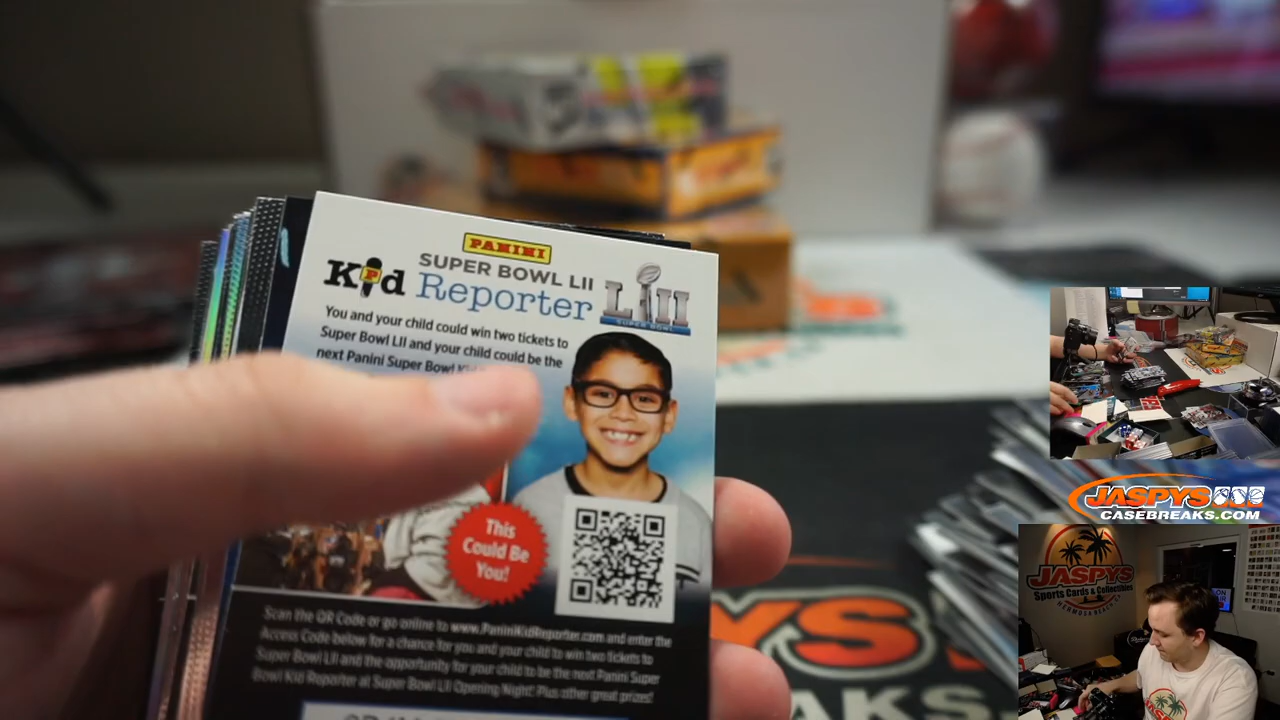 PANINI
KPd SUPER BOWL LII
Reporter
LII
SUPER BOWL
You and your child could win two tickets to
Super Bowl LII and your child could be the
next Panini Super Bowl
This
Could Be
You!
Scan the QR Code or go online to www.PaniniKidReporter.com and enter the
Access Code below for a chance for you and your child to win two tickets to
Super Bowl LII and the opportunity for your child to be the next Panini Super
Bowl Kid Reporter at Super Bowl LII Opening Night! Plus other great prizes!
YS
AKS.
JASPYS
CASEBREAKS.COM
JASPYS
Sports Cards & Collectibles
HERMOSA BEACH